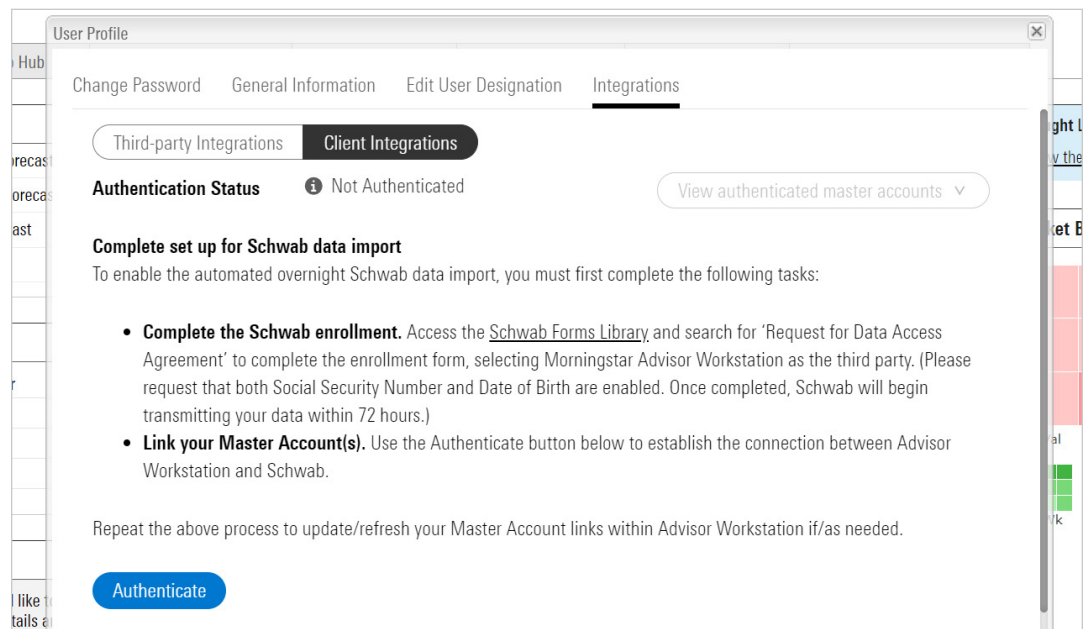 User Profile
Hub
Change Password General Information Edit User Designation Integrations
Third-party Integrations Client Integrations
Authentication Status Not Authenticated View authenticated master accounts
Complete set up for Schwab data import
To enable the automated overnight Schwab data import, you must first complete the following tasks:
• Complete the Schwab enrollment. Access the Schwab Forms Library and search for ‘Request for Data Access
Agreement’ to complete the enrollment form, selecting Morningstar Advisor Workstation as the third party. (Please
request that both Social Security Number and Date of Birth are enabled. Once completed, Schwab will begin
transmitting your data within 72 hours.)
• Link your Master Account(s). Use the Authenticate button below to establish the connection between Advisor
Workstation and Schwab.
Repeat the above process to update/refresh your Master Account links within Advisor Workstation if/as needed.
Authenticate
like